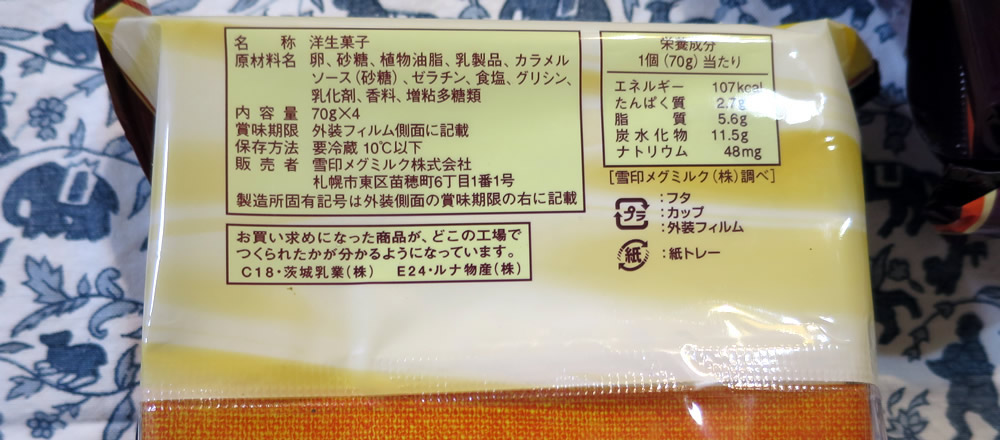 名称 洋生菓子
原材料名 卵、砂糖、植物油脂、乳製品、カラメル
ソース(砂糖)、ゼラチン、食塩、グリシン、
乳化剤、香料、増粘多糖類
内容量 70g×4
賞味期限 外装フィルム側面に記載
保存方法 要冷蔵 10℃以下
販売者 雪印メグミルク株式会社
札幌市東区苗穂町6丁目1番1号
製造所固有記号は外装側面の賞味期限の右に記載
お買い求めになった商品が、どこの工場で
つくられたかが分かるようになっています。
C18・茨城乳業(株) E24・ルナ物産(株)
栄養成分
1個(70g)当たり
エネルギー 107kcal
たんぱく質 2.7g
脂質 5.6g
炭水化物 11.5g
ナトリウム 48mg
[雪印メグミルク(株)調べ]
プラ
:フタ
:カップ
:外装フィルム
紙 :紙トレー